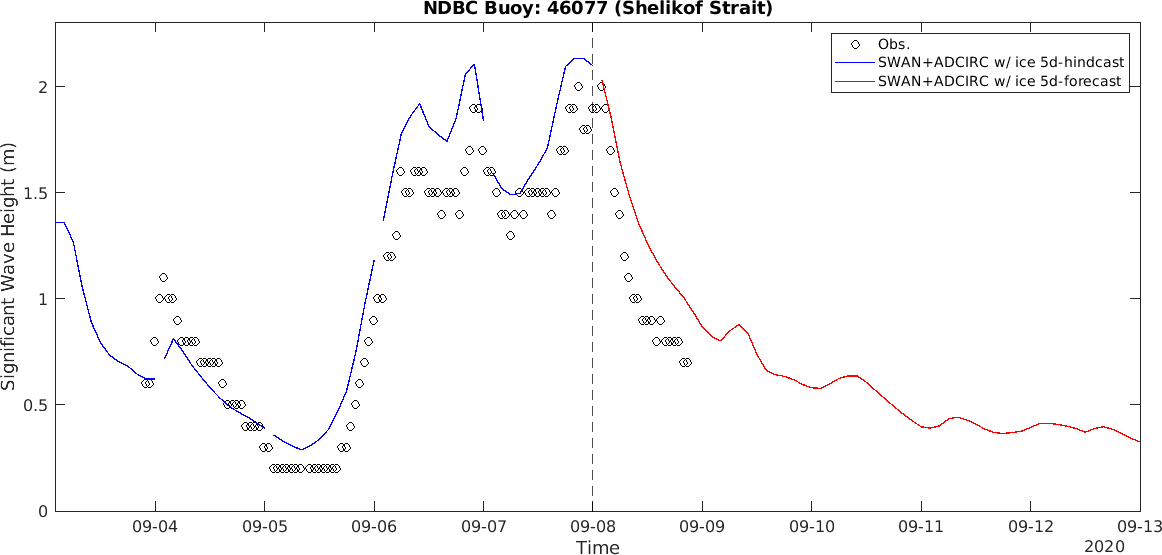 NDBC Buoy: 46077 (Shelikof Strait)
Obs.
SWAN+ADCIRC w/ ice 5d-hindcast
SWAN+ADCIRC w/ ice 5d-forecast
Significant Wave Height (m)
2
1.5
1
0.5
0
09-04 09-05 09-06 09-07 09-08 09-09 09-10 09-11 09-12 09-13
Time
2020